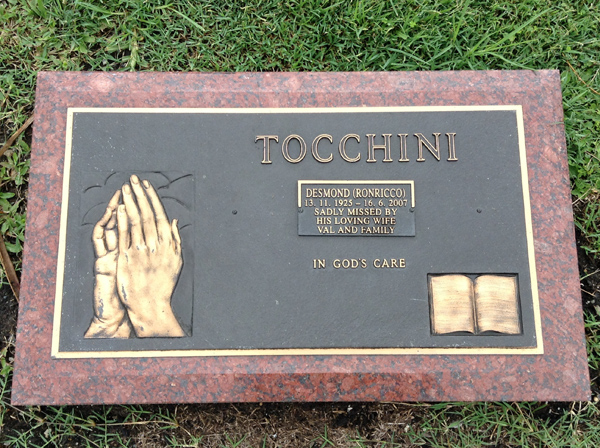 TOCCHINI
DESMOND (RONRICCO)
13. 11. 1925 – 16. 6. 2007
SADLY MISSED BY
HIS LOVING WIFE
VAL AND FAMILY
IN GOD'S CARE